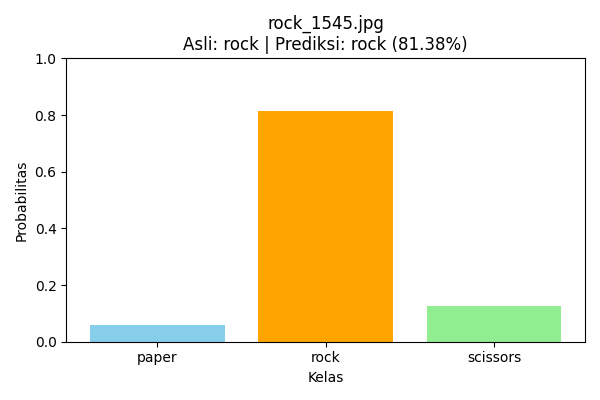 rock_1545.jpg
Asli: rock | Prediksi: rock (81.38%)
1.0
0.8
0.6
0.4
0.2
0.0
Probabilitas
paper rock scissors
Kelas